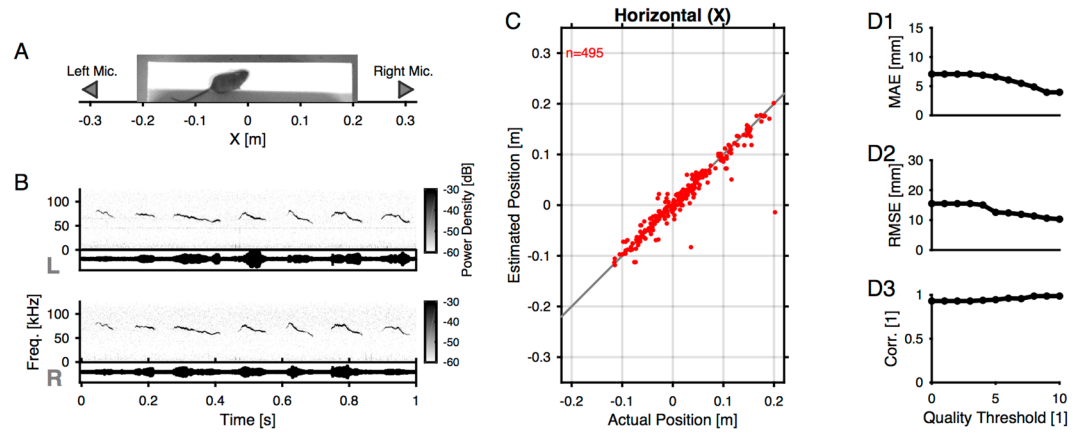 A
Left Mic.
Right Mic.
-0.3 -0.2 -0.1 0 0.1 0.2 0.3
X [m]
B
100
50
0
L
-30
-40
-50
-60
Power Density [dB]
Freq. [kHz]
100
50
0
R
-30
-40
-50
-60
0 0.2 0.4 0.6 0.8 1
Time [s]
C
Horizontal (X)
n=495
Estimated Position [m]
0.3
0.2
0.1
0
-0.1
-0.2
-0.3
-0.2 -0.1 0 0.1 0.2
Actual Position [m]
D1
MAE [mm]
10
5
0
D2
RMSE [mm]
30
20
10
0
D3
Corr. [1]
1
0.5
0
0 5 10
Quality Threshold [1]